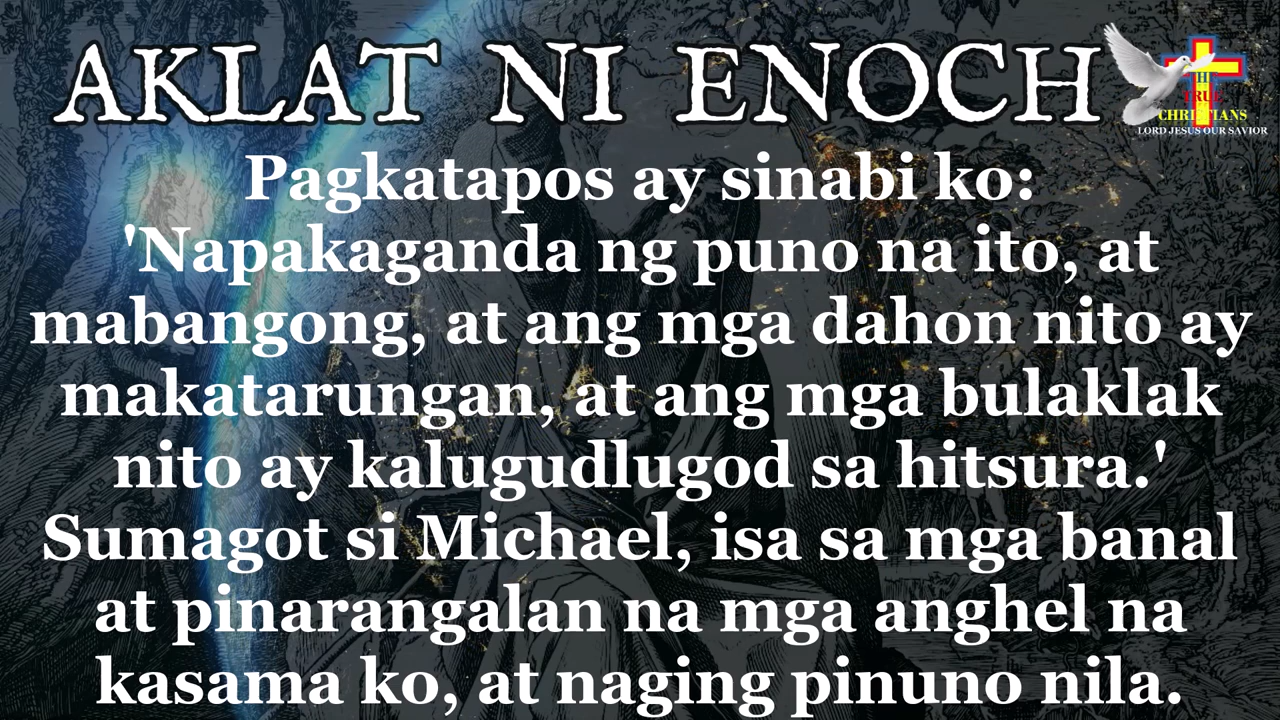 AKLAT NI ENOCH
TRUE
CHRISTIANS
LORD JESUS OUR SAVIOR
Pagkatapos ay sinabi ko:
'Napakaganda ng puno na ito, at
mabangong, at ang mga dahon nito ay
makatarungan, at ang mga bulaklak
nito ay kalugudlugod sa hitsura.'
Sumagot si Michael, isa sa mga banal
at pinarangalan na mga anghel na
kasama ko, at naging pinuno nila.